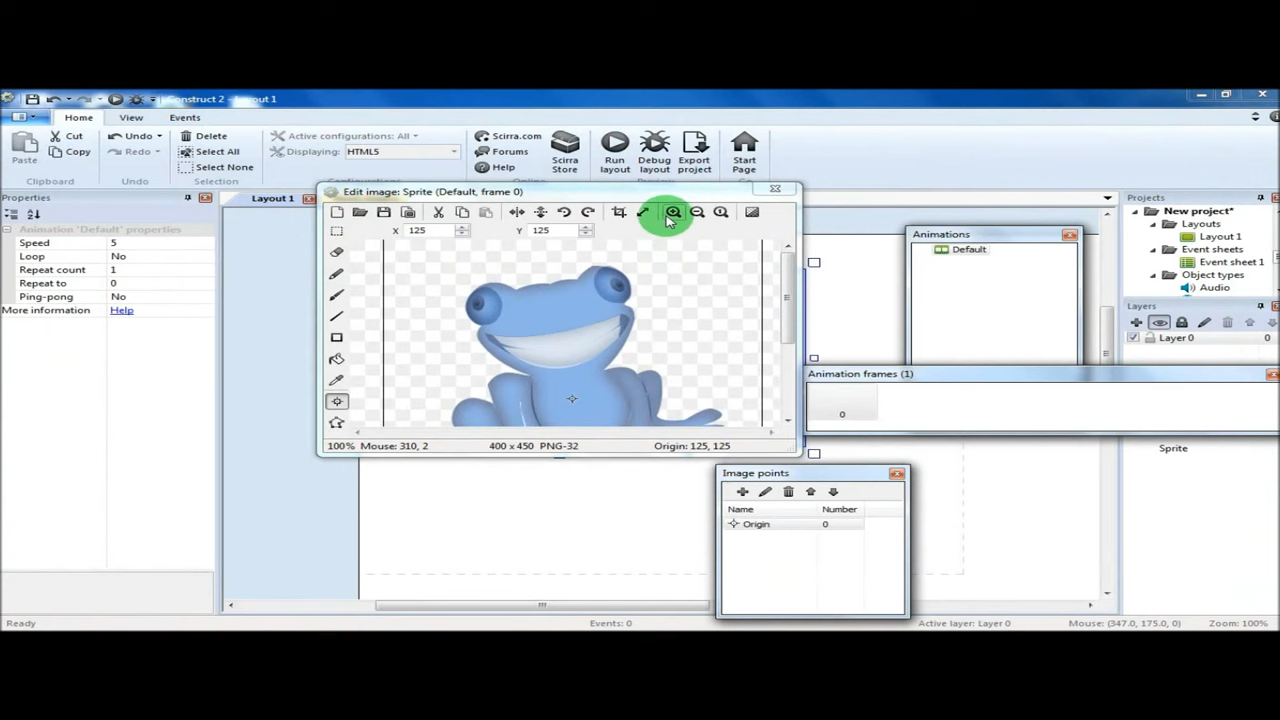 Construct 2 - Layout 1
Home View Events
Paste Cut Copy
Undo Redo
Delete Select All Select None
Active configurations: All
Displaying: HTML5
Scirra.com Forums Help
Scirra Store
Run layout Debug layout Export project
Start Page
Clipboard Undo Selection
Properties
Animation 'Default' properties
Speed 5
Loop No
Repeat count 1
Repeat to 0
Ping-pong No
More information Help
Layout 1
Edit image: Sprite (Default, frame 0)
X 125 Y 125
100% Mouse: 310, 2 400 x 450 PNG-32 Origin: 125, 125
Animations
Default
Animation frames (1)
0
Image points
Name Number
Origin 0
Projects
New project*
Layouts
Layout 1
Event sheets
Event sheet 1
Object types
Audio
Layers
Layer 0 0
Sprite
Ready Events: 0 Active layer: Layer 0 Mouse: (347.0, 175.0, 0) Zoom: 100%